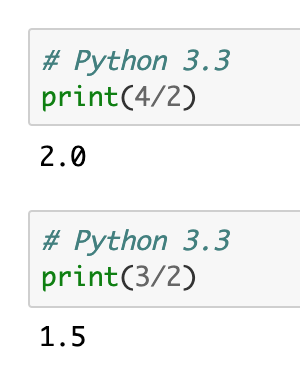 # Python 3.3
print(4/2)
2.0
# Python 3.3
print(3/2)
1.5